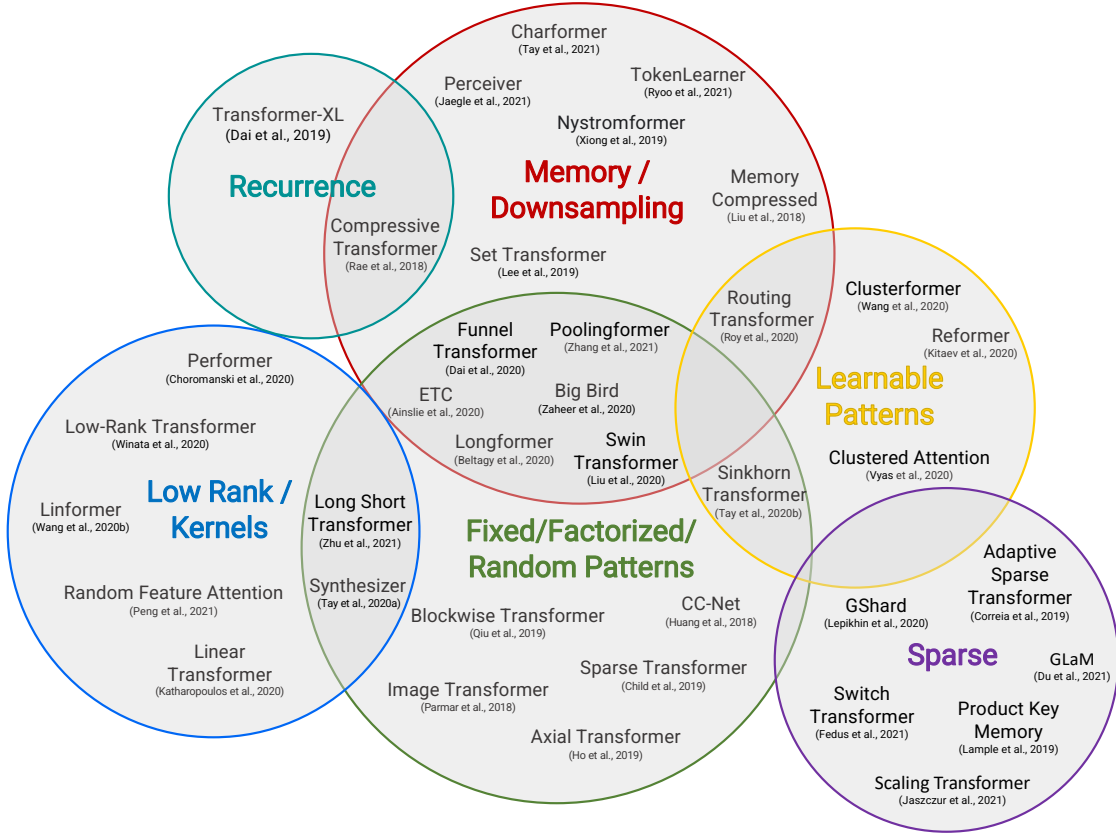 Charformer
(Tay et al., 2021)
Perceiver
(Jaegle et al., 2021)
TokenLearner
(Ryoo et al., 2021)
Transformer-XL
(Dai et al., 2019)
Nystromformer
(Xiong et al., 2019)
Recurrence
Memory /
Downsampling
Memory
Compressed
(Liu et al., 2018)
Compressive
Transformer
(Rae et al., 2018)
Set Transformer
(Lee et al., 2019)
Routing
Transformer
(Roy et al., 2020)
Clusterformer
(Wang et al., 2020)
Reformer
(Kitaev et al., 2020)
Funnel
Transformer
(Dai et al., 2020)
Poolingformer
(Zhang et al., 2021)
Performer
(Choromanski et al., 2020)
ETC
(Ainslie et al., 2020)
Big Bird
(Zaheer et al., 2020)
Learnable
Patterns
Low-Rank Transformer
(Winata et al., 2020)
Longformer
(Beltagy et al., 2020)
Swin
Transformer
(Liu et al., 2020)
Sinkhorn
Transformer
(Tay et al., 2020b)
Clustered Attention
(Vyas et al., 2020)
Linformer
(Wang et al., 2020b)
Low Rank /
Kernels
Long Short
Transformer
(Zhu et al., 2021)
Fixed/Factorized/
Random Patterns
Adaptive
Sparse
Transformer
(Correia et al., 2019)
Random Feature Attention
(Peng et al., 2021)
Synthesizer
(Tay et al., 2020a)
Blockwise Transformer
(Qiu et al., 2019)
CC-Net
(Huang et al., 2018)
GShard
(Lepikhin et al., 2020)
Sparse
GLaM
(Du et al., 2021)
Linear
Transformer
(Katharopoulos et al., 2020)
Image Transformer
(Parmar et al., 2018)
Sparse Transformer
(Child et al., 2019)
Switch
Transformer
(Fedus et al., 2021)
Product Key
Memory
(Lample et al., 2019)
Axial Transformer
(Ho et al., 2019)
Scaling Transformer
(Jaszczur et al., 2021)